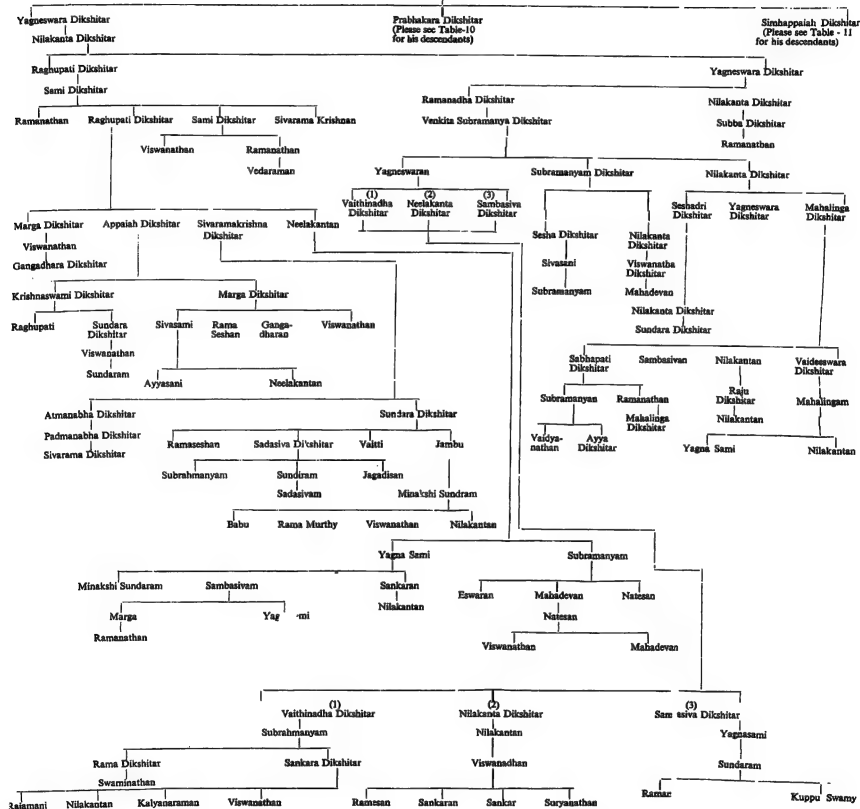 Yagneswara Dikshitar
Prabhakara Dikshitar
(Please see Table-10
for his descendants)
Simhappaiah Dikshitar
(Please see Table - 11
for his descendants)
Nilakanta Dikshitar
Raghupati Dikshitar
Yagneswara Dikshitar
Sami Dikshitar
Ramanadha Dikshitar
Nilakanta Dikshitar
Ramanathan
Raghupati Dikshitar
Sami Dikshitar
Sivarama Krishnan
Venkita Subramanya Dikshitar
Subba Dikshitar
Viswanathan
Ramanathan
Ramanathan
Vedaraman
Yagneswaran
Subramanyam Dikshitar
Nilakanta Dikshitar
(1)
Vaithinadha
Dikshitar
(2)
Neelakanta
Dikshitar
(3)
Sambasiva
Dikshitar
Seshadri
Dikshitar
Yagneswara
Dikshitar
Mahalinga
Dikshitar
Marga Dikshitar
Appaiah Dikshitar
Sivaramakrishna
Dikshitar
Neelakantan
Sesha Dikshitar
Nilakanta
Dikshitar
Viswanathan
Sivasani
Viswanatha
Dikshitar
Gangadhara Dikshitar
Subramanyam
Mahadevan
Krishnaswami Dikshitar
Marga Dikshitar
Nilakanta Dikshitar
Sundara Dikshitar
Raghupati
Sundara
Dikshitar
Sivasami
Rama
Seshan
Ganga-
dharan
Viswanathan
Viswanathan
Sundaram
Sabhapati
Dikshitar
Sambasivan
Nilakantan
Vaideeswara
Dikshitar
Ayyasani
Neelakantan
Subramanyan
Ramanathan
Raju
Dikshitar
Mahalingam
Atmanabha Dikshitar
Sundara Dikshitar
Mahalinga
Dikshitar
Nilakantan
Padmanabha Dikshitar
Ramaseshan
Sadasiva Dikshitar
Vaitti
Jambu
Vaidya-
nathan
Ayya
Dikshitar
Yagna Sami
Nilakantan
Sivarama Dikshitar
Subrahmanyam
Sundiram
Jagadisan
Sadasivam
Minakshi Sundram
Babu
Rama Murthy
Viswanathan
Nilakantan
Yagna Sami
Subramanyam
Minakshi Sundaram
Sambasivam
Sankaran
Eswaran
Mahadevan
Natesan
Nilakantan
Marga
Yag mi
Natesan
Ramanathan
Viswanathan
Mahadevan
(1)
Vaithinadha Dikshitar
(2)
Nilakanta Dikshitar
(3)
Sam asiva Dikshitar
Subrahmanyam
Nilakantan
Yagnasami
Rama Dikshitar
Sankara Dikshitar
Viswanadhan
Sundaram
Swaminathan
Ramar
Kuppu Swamy
Rajamani
Nilakantan
Kalyanaraman
Viswanathan
Ramesan
Sankaran
Sankar
Suryanathan